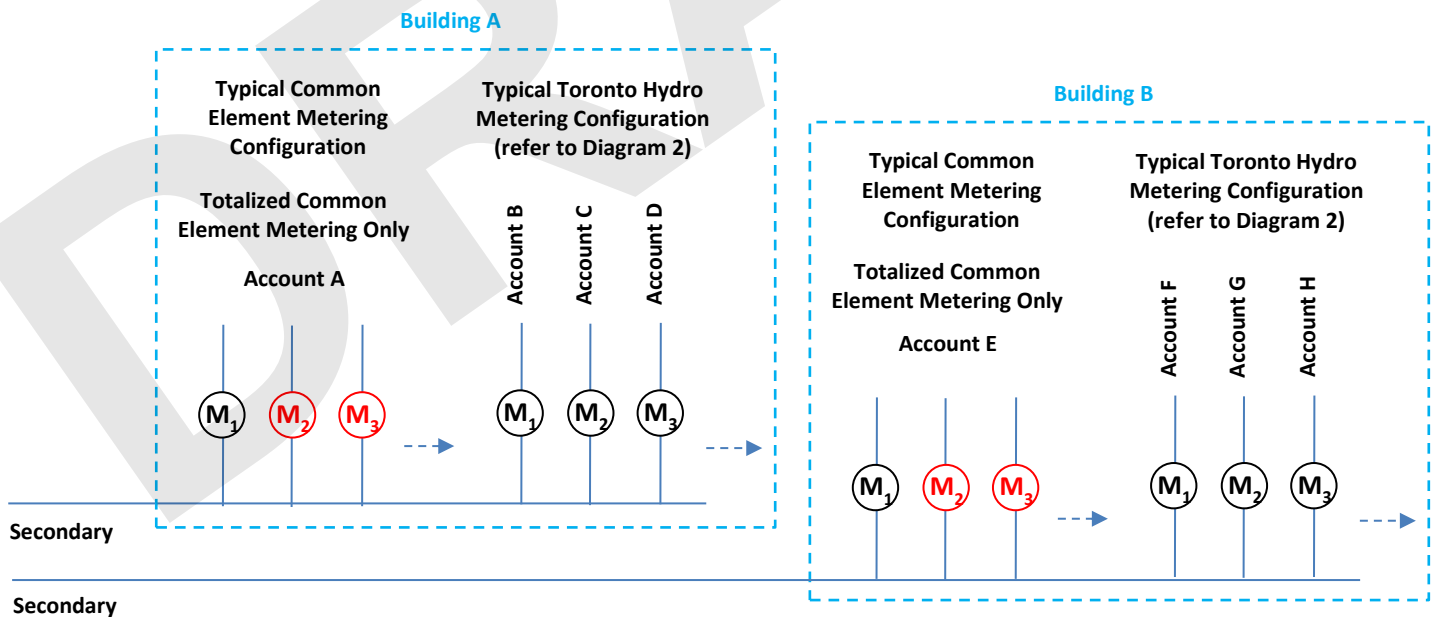 Building A
Typical Common
Element Metering
Configuration
Totalized Common
Element Metering Only
Account A
Typical Toronto Hydro
Metering Configuration
(refer to Diagram 2)
Account B
Account C
Account D
M1
M2
M3
M1
M2
M3
Secondary
Building B
Typical Common
Element Metering
Configuration
Totalized Common
Element Metering Only
Account E
Typical Toronto Hydro
Metering Configuration
(refer to Diagram 2)
Account F
Account G
Account H
M1
M2
M3
M1
M2
M3
Secondary